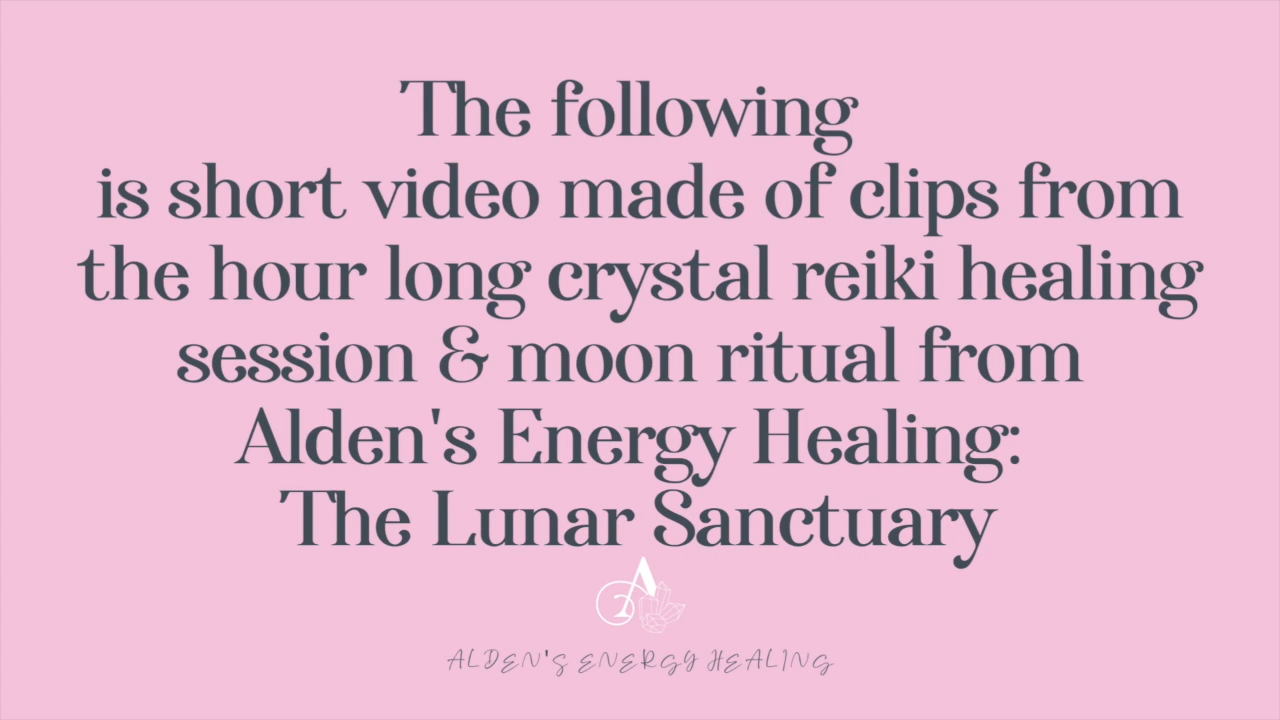 The following
is short video made of clips from
the hour long crystal reiki healing
session & moon ritual from
Alden's Energy Healing:
The Lunar Sanctuary
A
ALDEN'S ENERGY HEALING